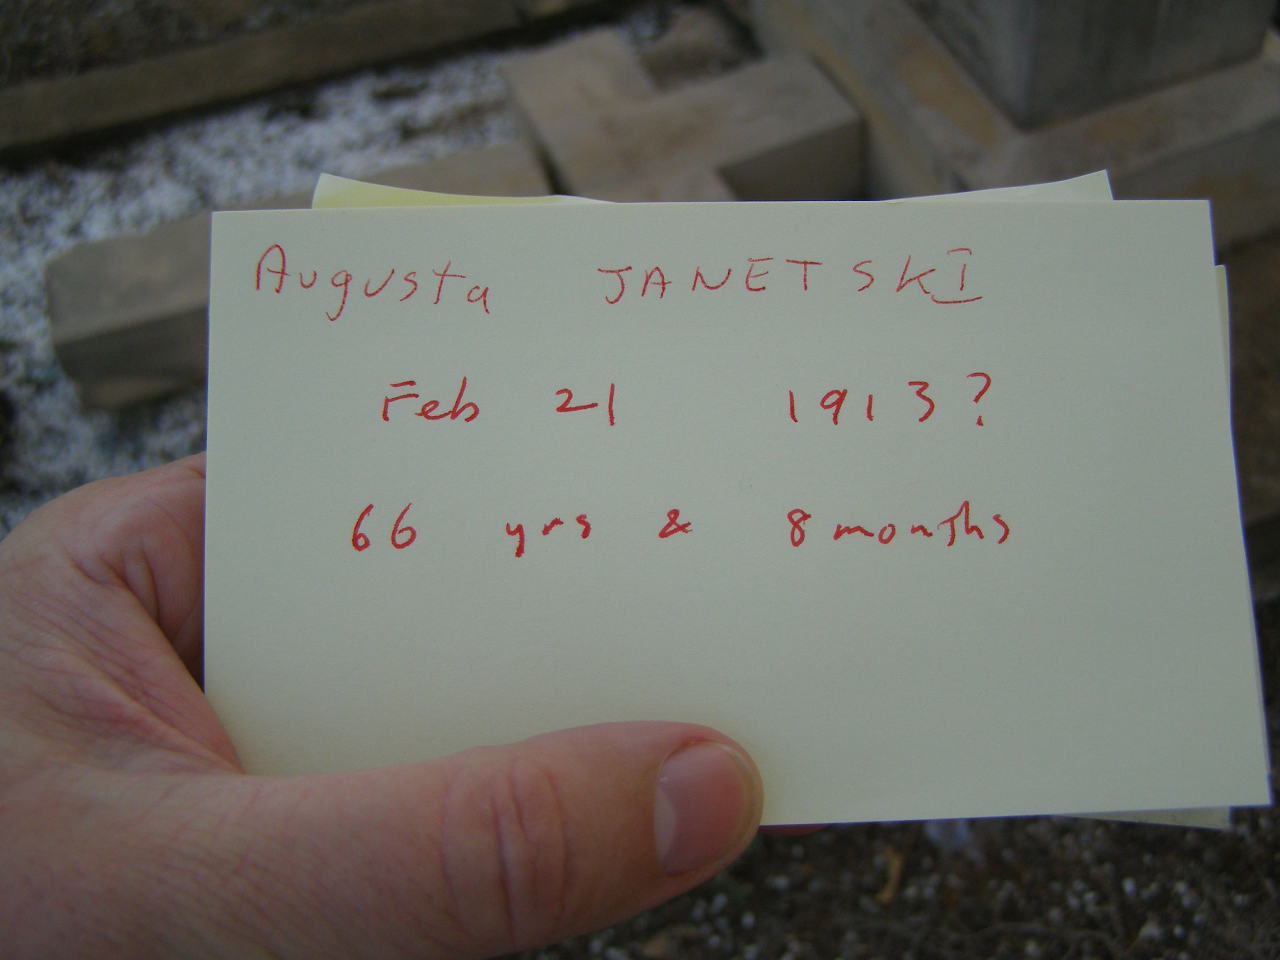 Augusta JANETSKI
Feb 21 1913?
66 yrs & 8 months